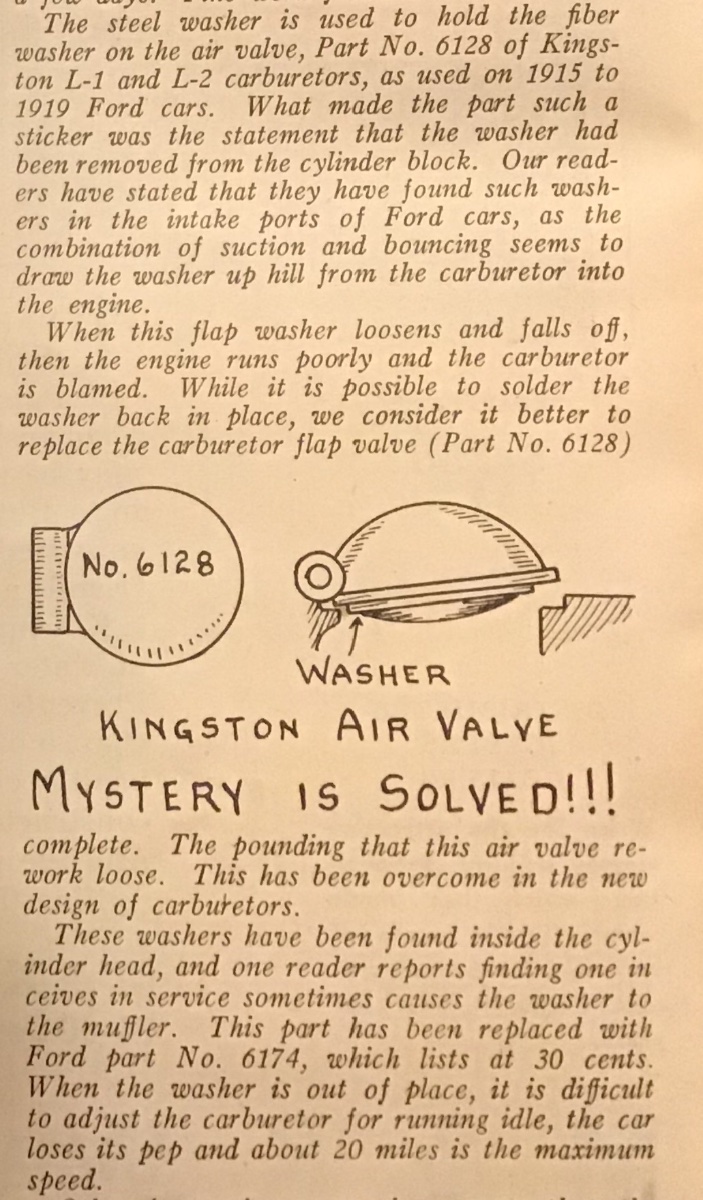 The steel washer is used to hold the fiber
washer on the air valve, Part No. 6128 of Kings-
ton L-1 and L-2 carburetors, as used on 1915 to
1919 Ford cars. What made the part such a
sticker was the statement that the washer had
been removed from the cylinder block. Our read-
ers have stated that they have found such wash-
ers in the intake ports of Ford cars, as the
combination of suction and bouncing seems to
draw the washer up hill from the carburetor into
the engine.
When this flap washer loosens and falls off,
then the engine runs poorly and the carburetor
is blamed. While it is possible to solder the
washer back in place, we consider it better to
replace the carburetor flap valve (Part No. 6128)
No. 6128
WASHER
KINGSTON AIR VALVE
MYSTERY IS SOLVED!!!
complete. The pounding that this air valve re-
work loose. This has been overcome in the new
design of carburetors.
These washers have been found inside the cyl-
inder head, and one reader reports finding one in
ceives in service sometimes causes the washer to
the muffler. This part has been replaced with
Ford part No. 6174, which lists at 30 cents.
When the washer is out of place, it is difficult
to adjust the carburetor for running idle, the car
loses its pep and about 20 miles is the maximum
speed.